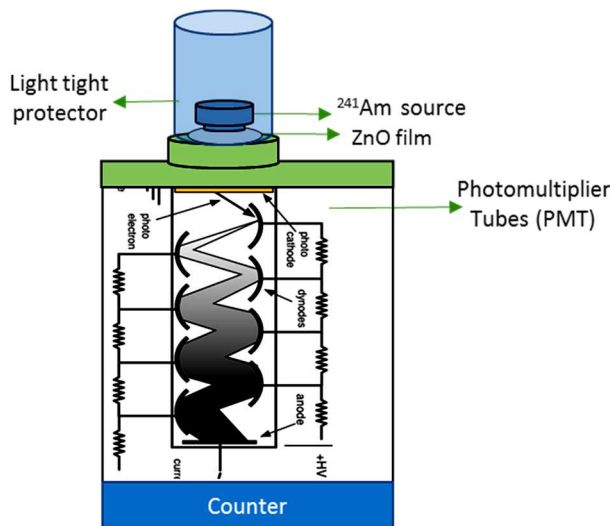 Light tight
protector
²⁴¹Am source
ZnO film
Photomultiplier
Tubes (PMT)
photo
electron
photo
cathode
dynodes
anode
+HV
Counter